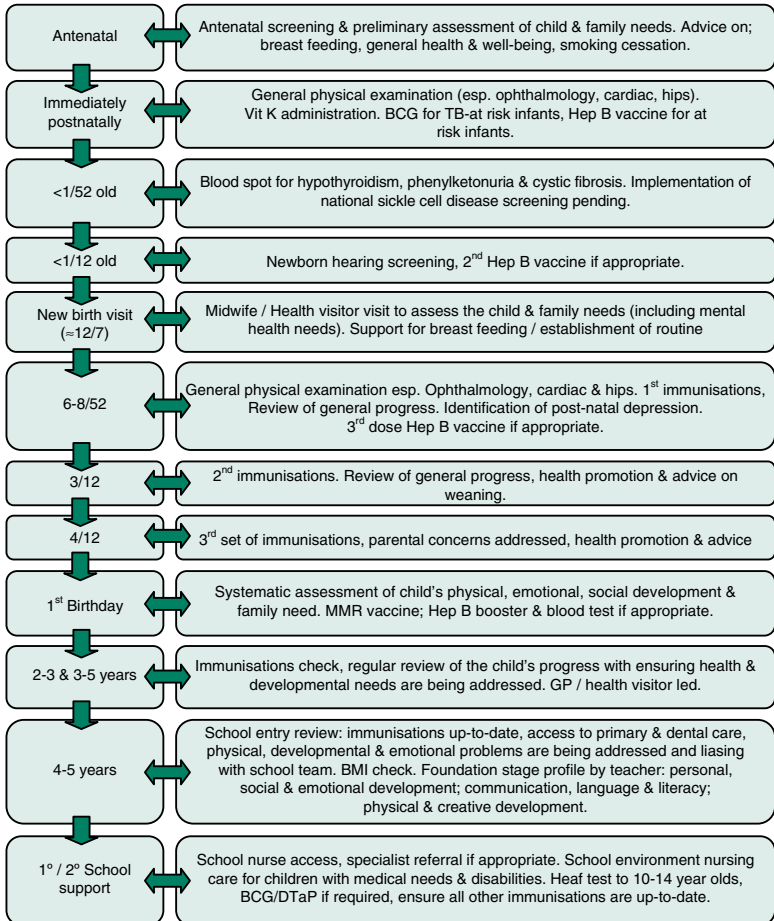 Antenatal
Antenatal screening & preliminary assessment of child & family needs. Advice on;
breast feeding, general health & well-being, smoking cessation.
Immediately
postnatally
General physical examination (esp. ophthalmology, cardiac, hips).
Vit K administration. BCG for TB-at risk infants, Hep B vaccine for at
risk infants.
<1/52 old
Blood spot for hypothyroidism, phenylketonuria & cystic fibrosis. Implementation of
national sickle cell disease screening pending.
<1/12 old
Newborn hearing screening, 2nd Hep B vaccine if appropriate.
New birth visit
(≈12/7)
Midwife / Health visitor visit to assess the child & family needs (including mental
health needs). Support for breast feeding / establishment of routine
6-8/52
General physical examination esp. Ophthalmology, cardiac & hips. 1st immunisations,
Review of general progress. Identification of post-natal depression.
3rd dose Hep B vaccine if appropriate.
3/12
2nd immunisations. Review of general progress, health promotion & advice on
weaning.
4/12
3rd set of immunisations, parental concerns addressed, health promotion & advice
1st Birthday
Systematic assessment of child's physical, emotional, social development &
family need. MMR vaccine; Hep B booster & blood test if appropriate.
2-3 & 3-5 years
Immunisations check, regular review of the child's progress with ensuring health &
developmental needs are being addressed. GP / health visitor led.
4-5 years
School entry review: immunisations up-to-date, access to primary & dental care,
physical, developmental & emotional problems are being addressed and liasing
with school team. BMI check. Foundation stage profile by teacher: personal,
social & emotional development; communication, language & literacy;
physical & creative development.
1º / 2º School
support
School nurse access, specialist referral if appropriate. School environment nursing
care for children with medical needs & disabilities. Heaf test to 10-14 year olds,
BCG/DTaP if required, ensure all other immunisations are up-to-date.